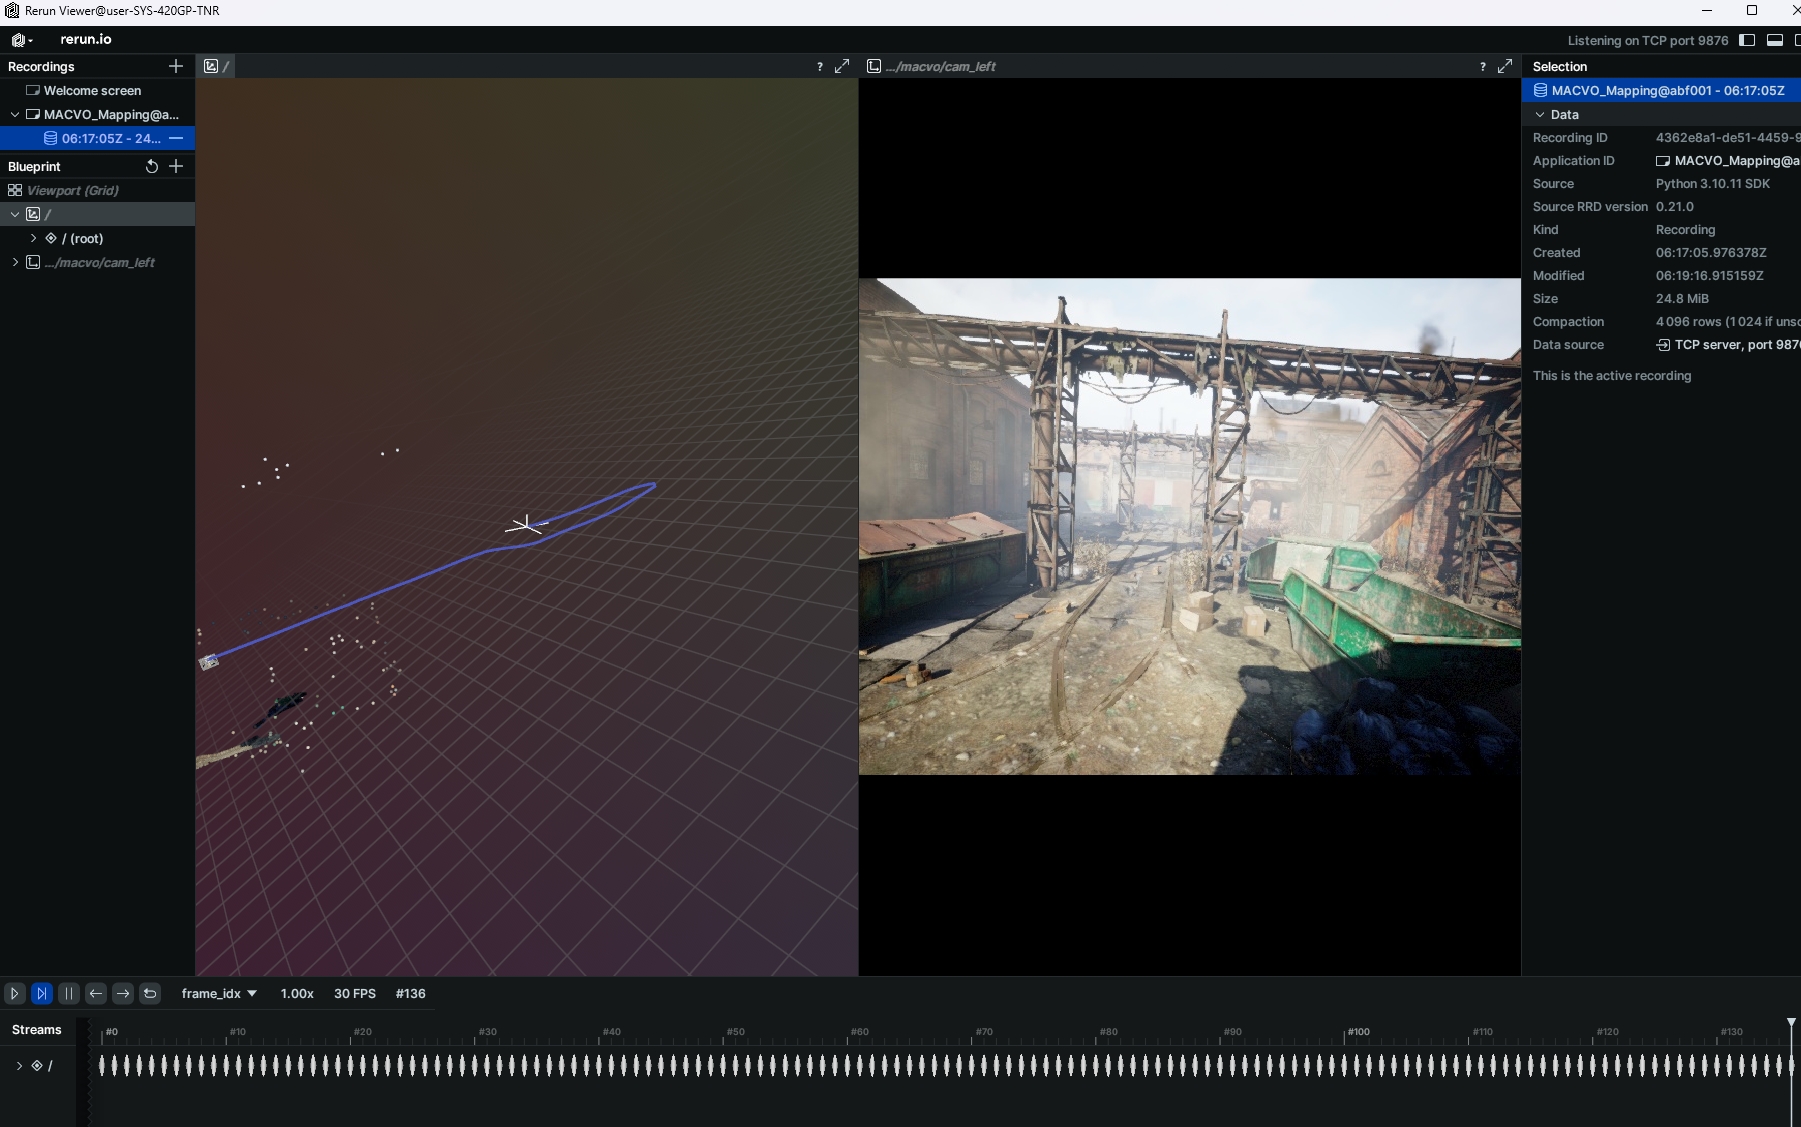 Rerun Viewer@user-SYS-420GP-TNR
rerun.io
Listening on TCP port 9876
Recordings
Welcome screen
MACVO_Mapping@a...
06:17:05Z - 24...
Blueprint
Viewport (Grid)
/
/ (root)
.../macvo/cam_left
/
?
.../macvo/cam_left
?
Selection
MACVO_Mapping@abf001 - 06:17:05Z
Data
Recording ID 4362e8a1-de51-4459-9
Application ID MACVO_Mapping@a
Source Python 3.10.11 SDK
Source RRD version 0.21.0
Kind Recording
Created 06:17:05.976378Z
Modified 06:19:16.915159Z
Size 24.8 MiB
Compaction 4 096 rows (1 024 if unso
Data source TCP server, port 987
This is the active recording
frame_idx 1.00x 30 FPS #136
Streams
#0 #10 #20 #30 #40 #50 #60 #70 #80 #90 #100 #110 #120 #130
/